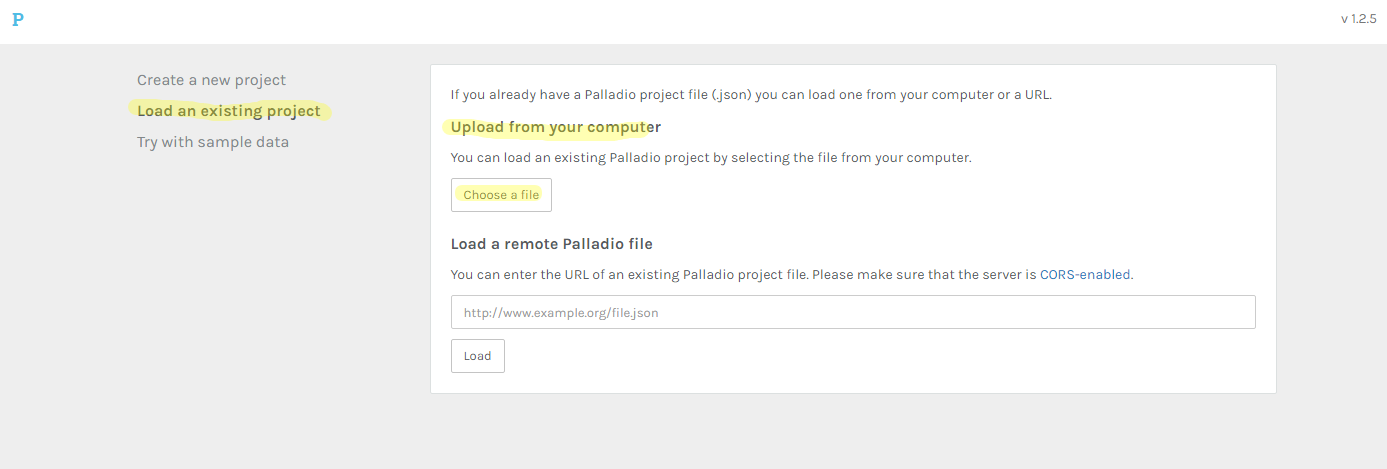 P
v 1.2.5
Create a new project
Load an existing project
Try with sample data
If you already have a Palladio project file (.json) you can load one from your computer or a URL.
Upload from your computer
You can load an existing Palladio project by selecting the file from your computer.
Choose a file
Load a remote Palladio file
You can enter the URL of an existing Palladio project file. Please make sure that the server is CORS-enabled.
http://www.example.org/file.json
Load